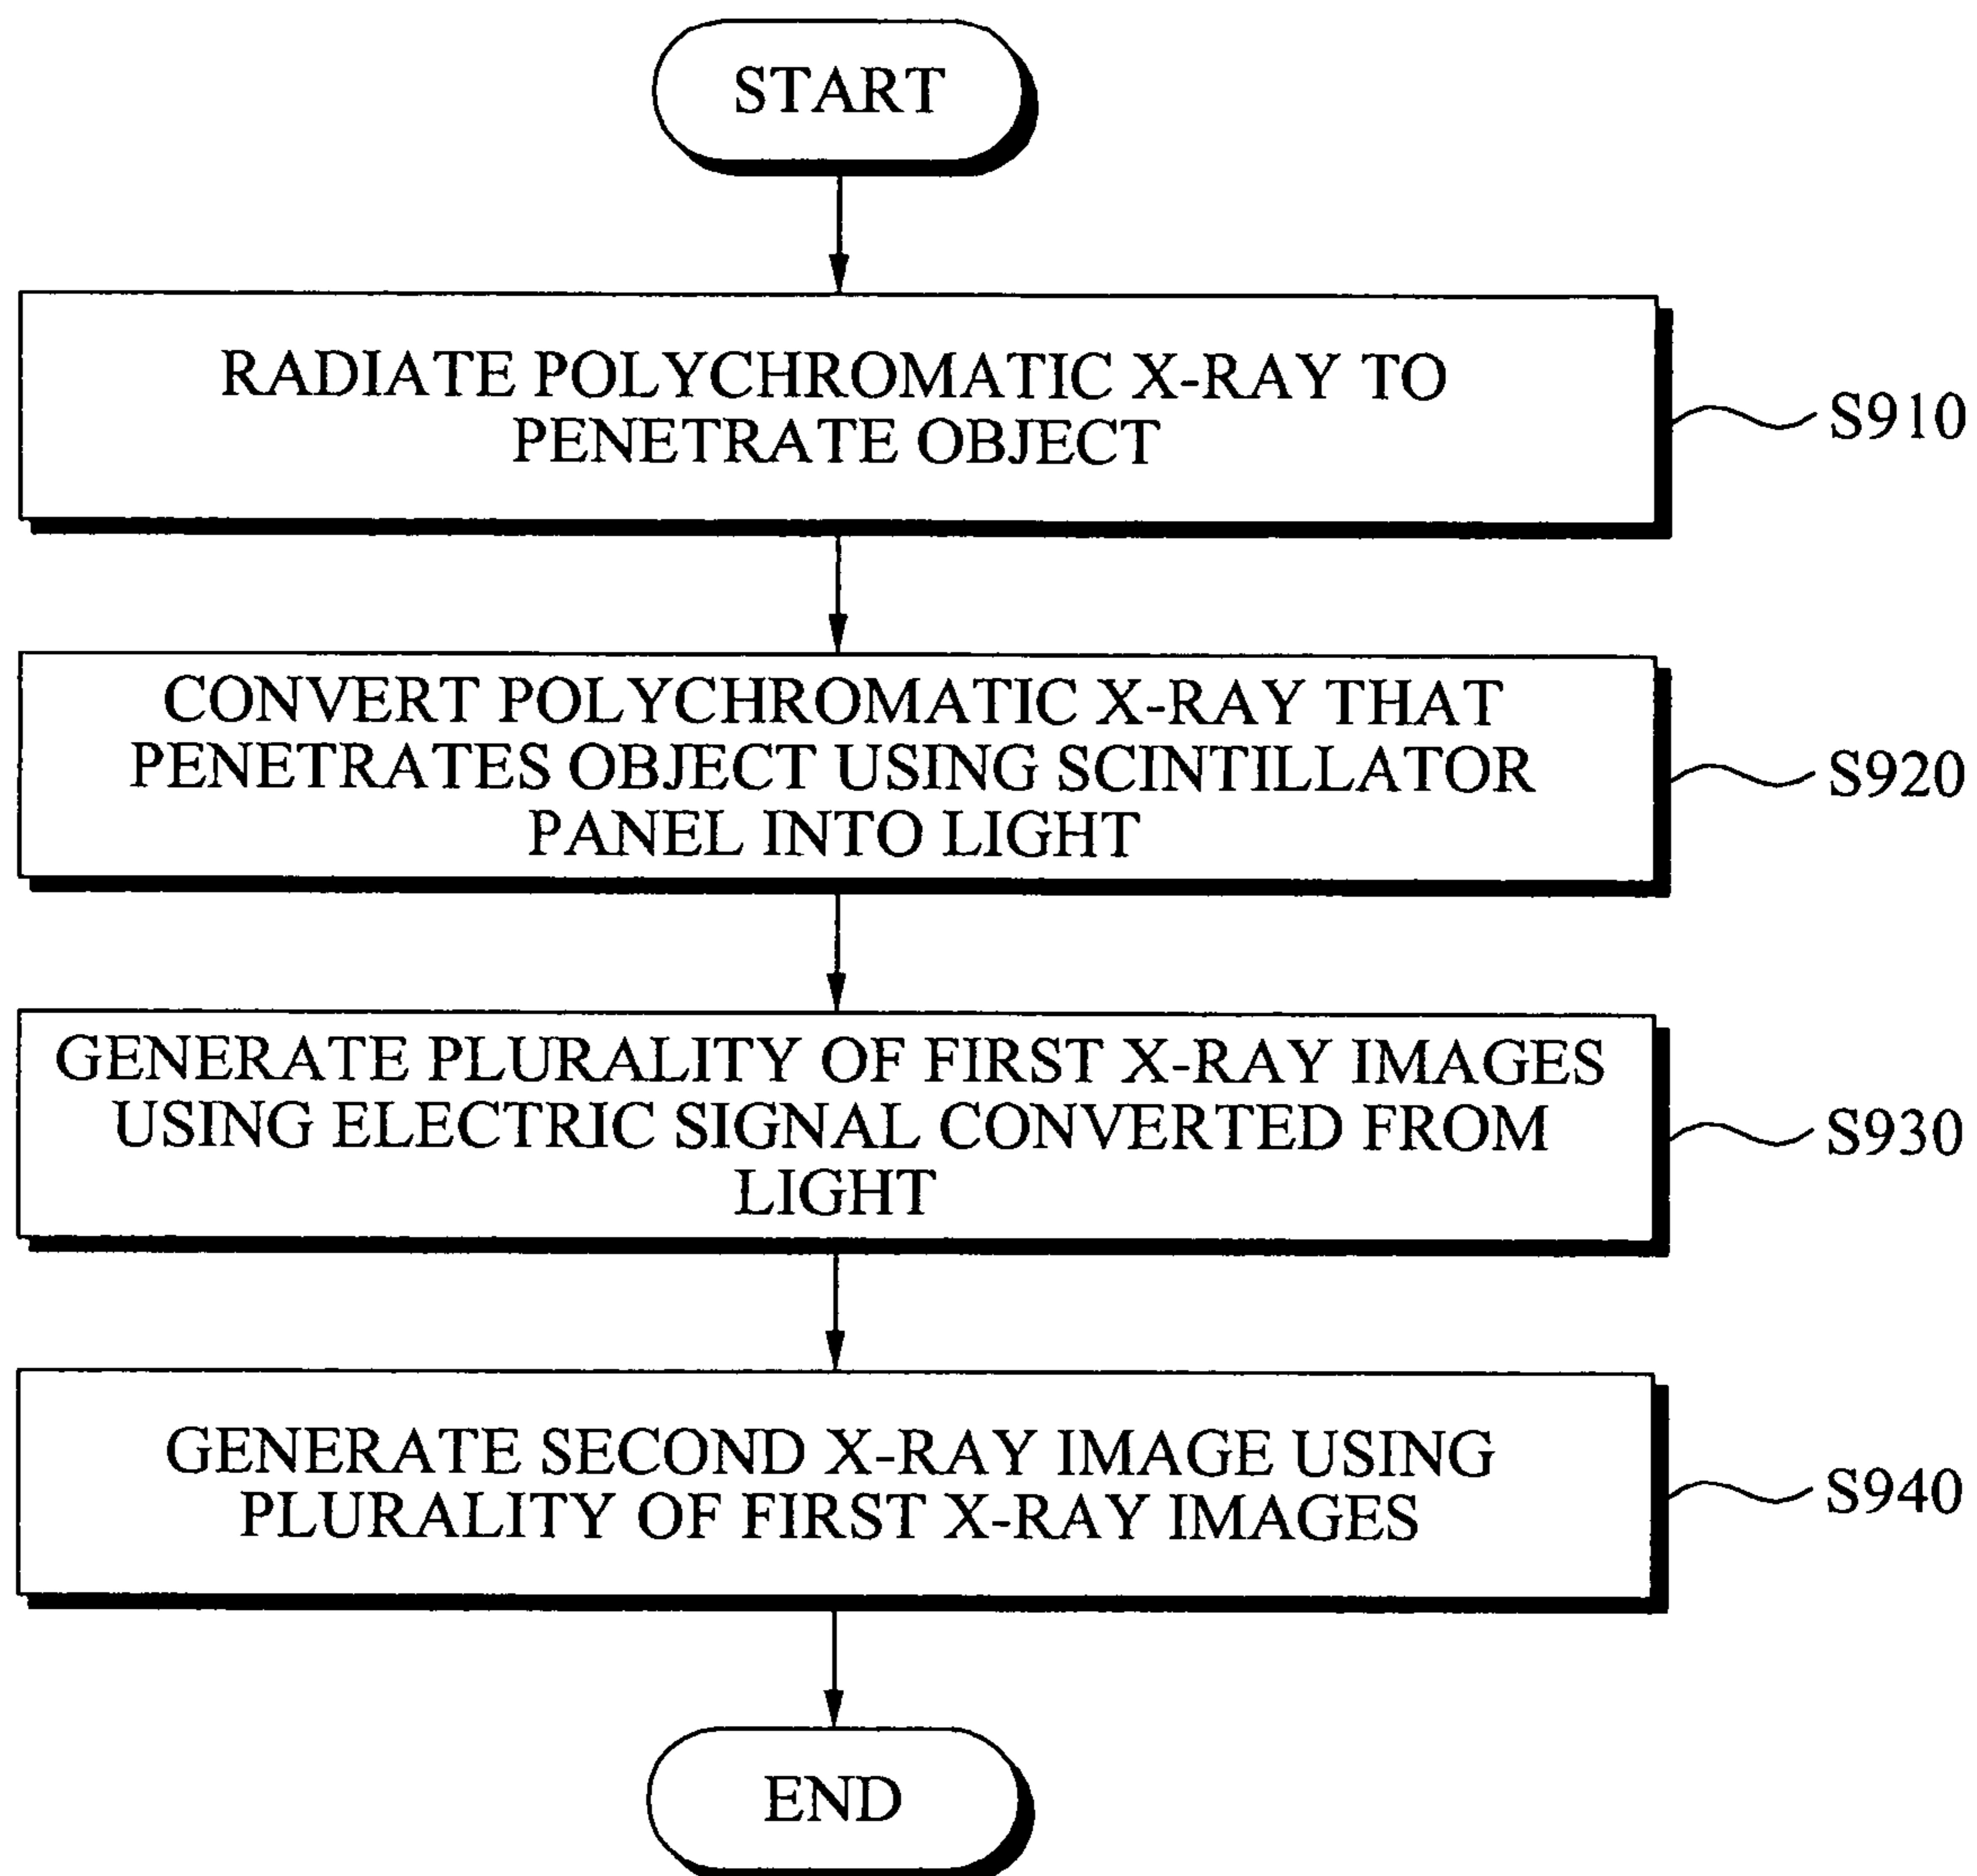 START
RADIATE POLYCHROMATIC X-RAY TO
PENETRATE OBJECT
S910
CONVERT POLYCHROMATIC X-RAY THAT
PENETRATES OBJECT USING SCINTILLATOR
PANEL INTO LIGHT
S920
GENERATE PLURALITY OF FIRST X-RAY IMAGES
USING ELECTRIC SIGNAL CONVERTED FROM
LIGHT
S930
GENERATE SECOND X-RAY IMAGE USING
PLURALITY OF FIRST X-RAY IMAGES
S940
END